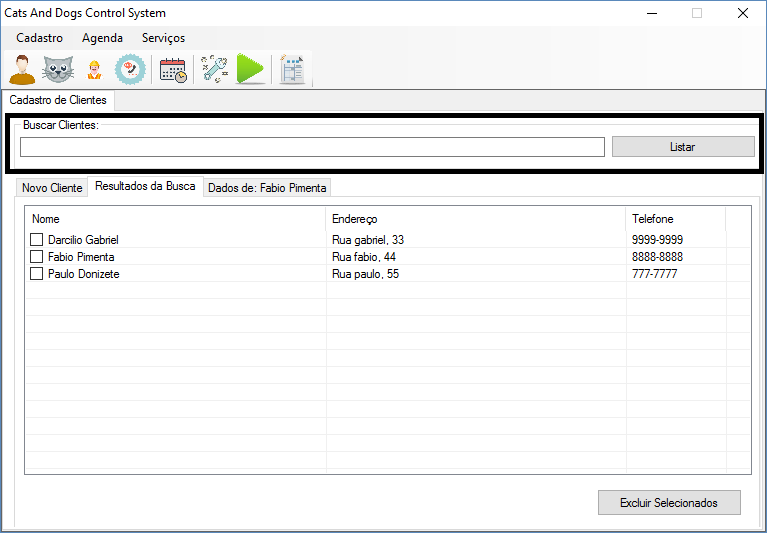 Cats And Dogs Control System
Cadastro Agenda Serviços
Cadastro de Clientes
Buscar Clientes:
Listar
Novo Cliente Resultados da Busca Dados de: Fabio Pimenta
Nome Endereço Telefone
Darcilio Gabriel Rua gabriel, 33 9999-9999
Fabio Pimenta Rua fabio, 44 8888-8888
Paulo Donizete Rua paulo, 55 777-7777
Excluir Selecionados